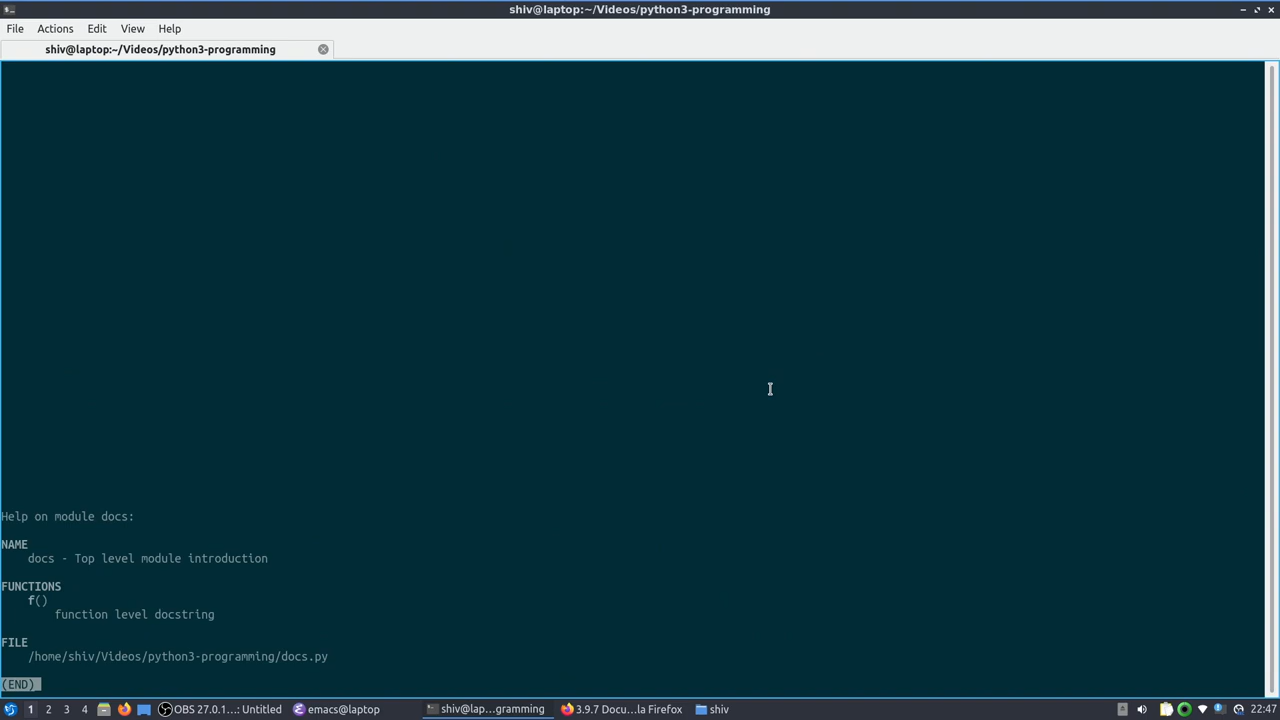 shiv@laptop:~/Videos/python3-programming
File Actions Edit View Help
shiv@laptop:~/Videos/python3-programming
Help on module docs:
NAME
docs - Top level module introduction
FUNCTIONS
f()
function level docstring
FILE
/home/shiv/Videos/python3-programming/docs.py
(END)
1 2 3 4 OBS 27.0.1...: Untitled emacs@laptop shiv@lap...gramming 3.9.7 Docu...la Firefox shiv 22:47